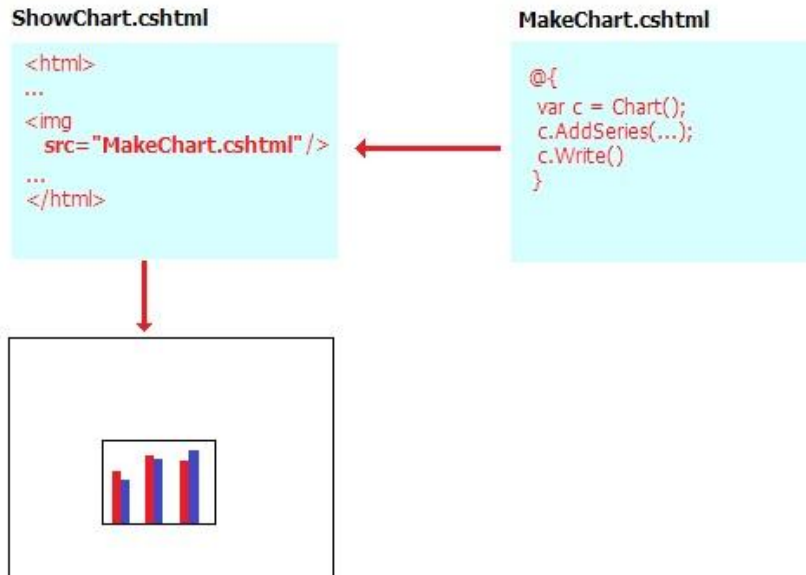 ShowChart.cshtml
<html>
...
<img
src="MakeChart.cshtml"/>
...
</html>
MakeChart.cshtml
@{
var c = Chart();
c.AddSeries(...);
c.Write()
}